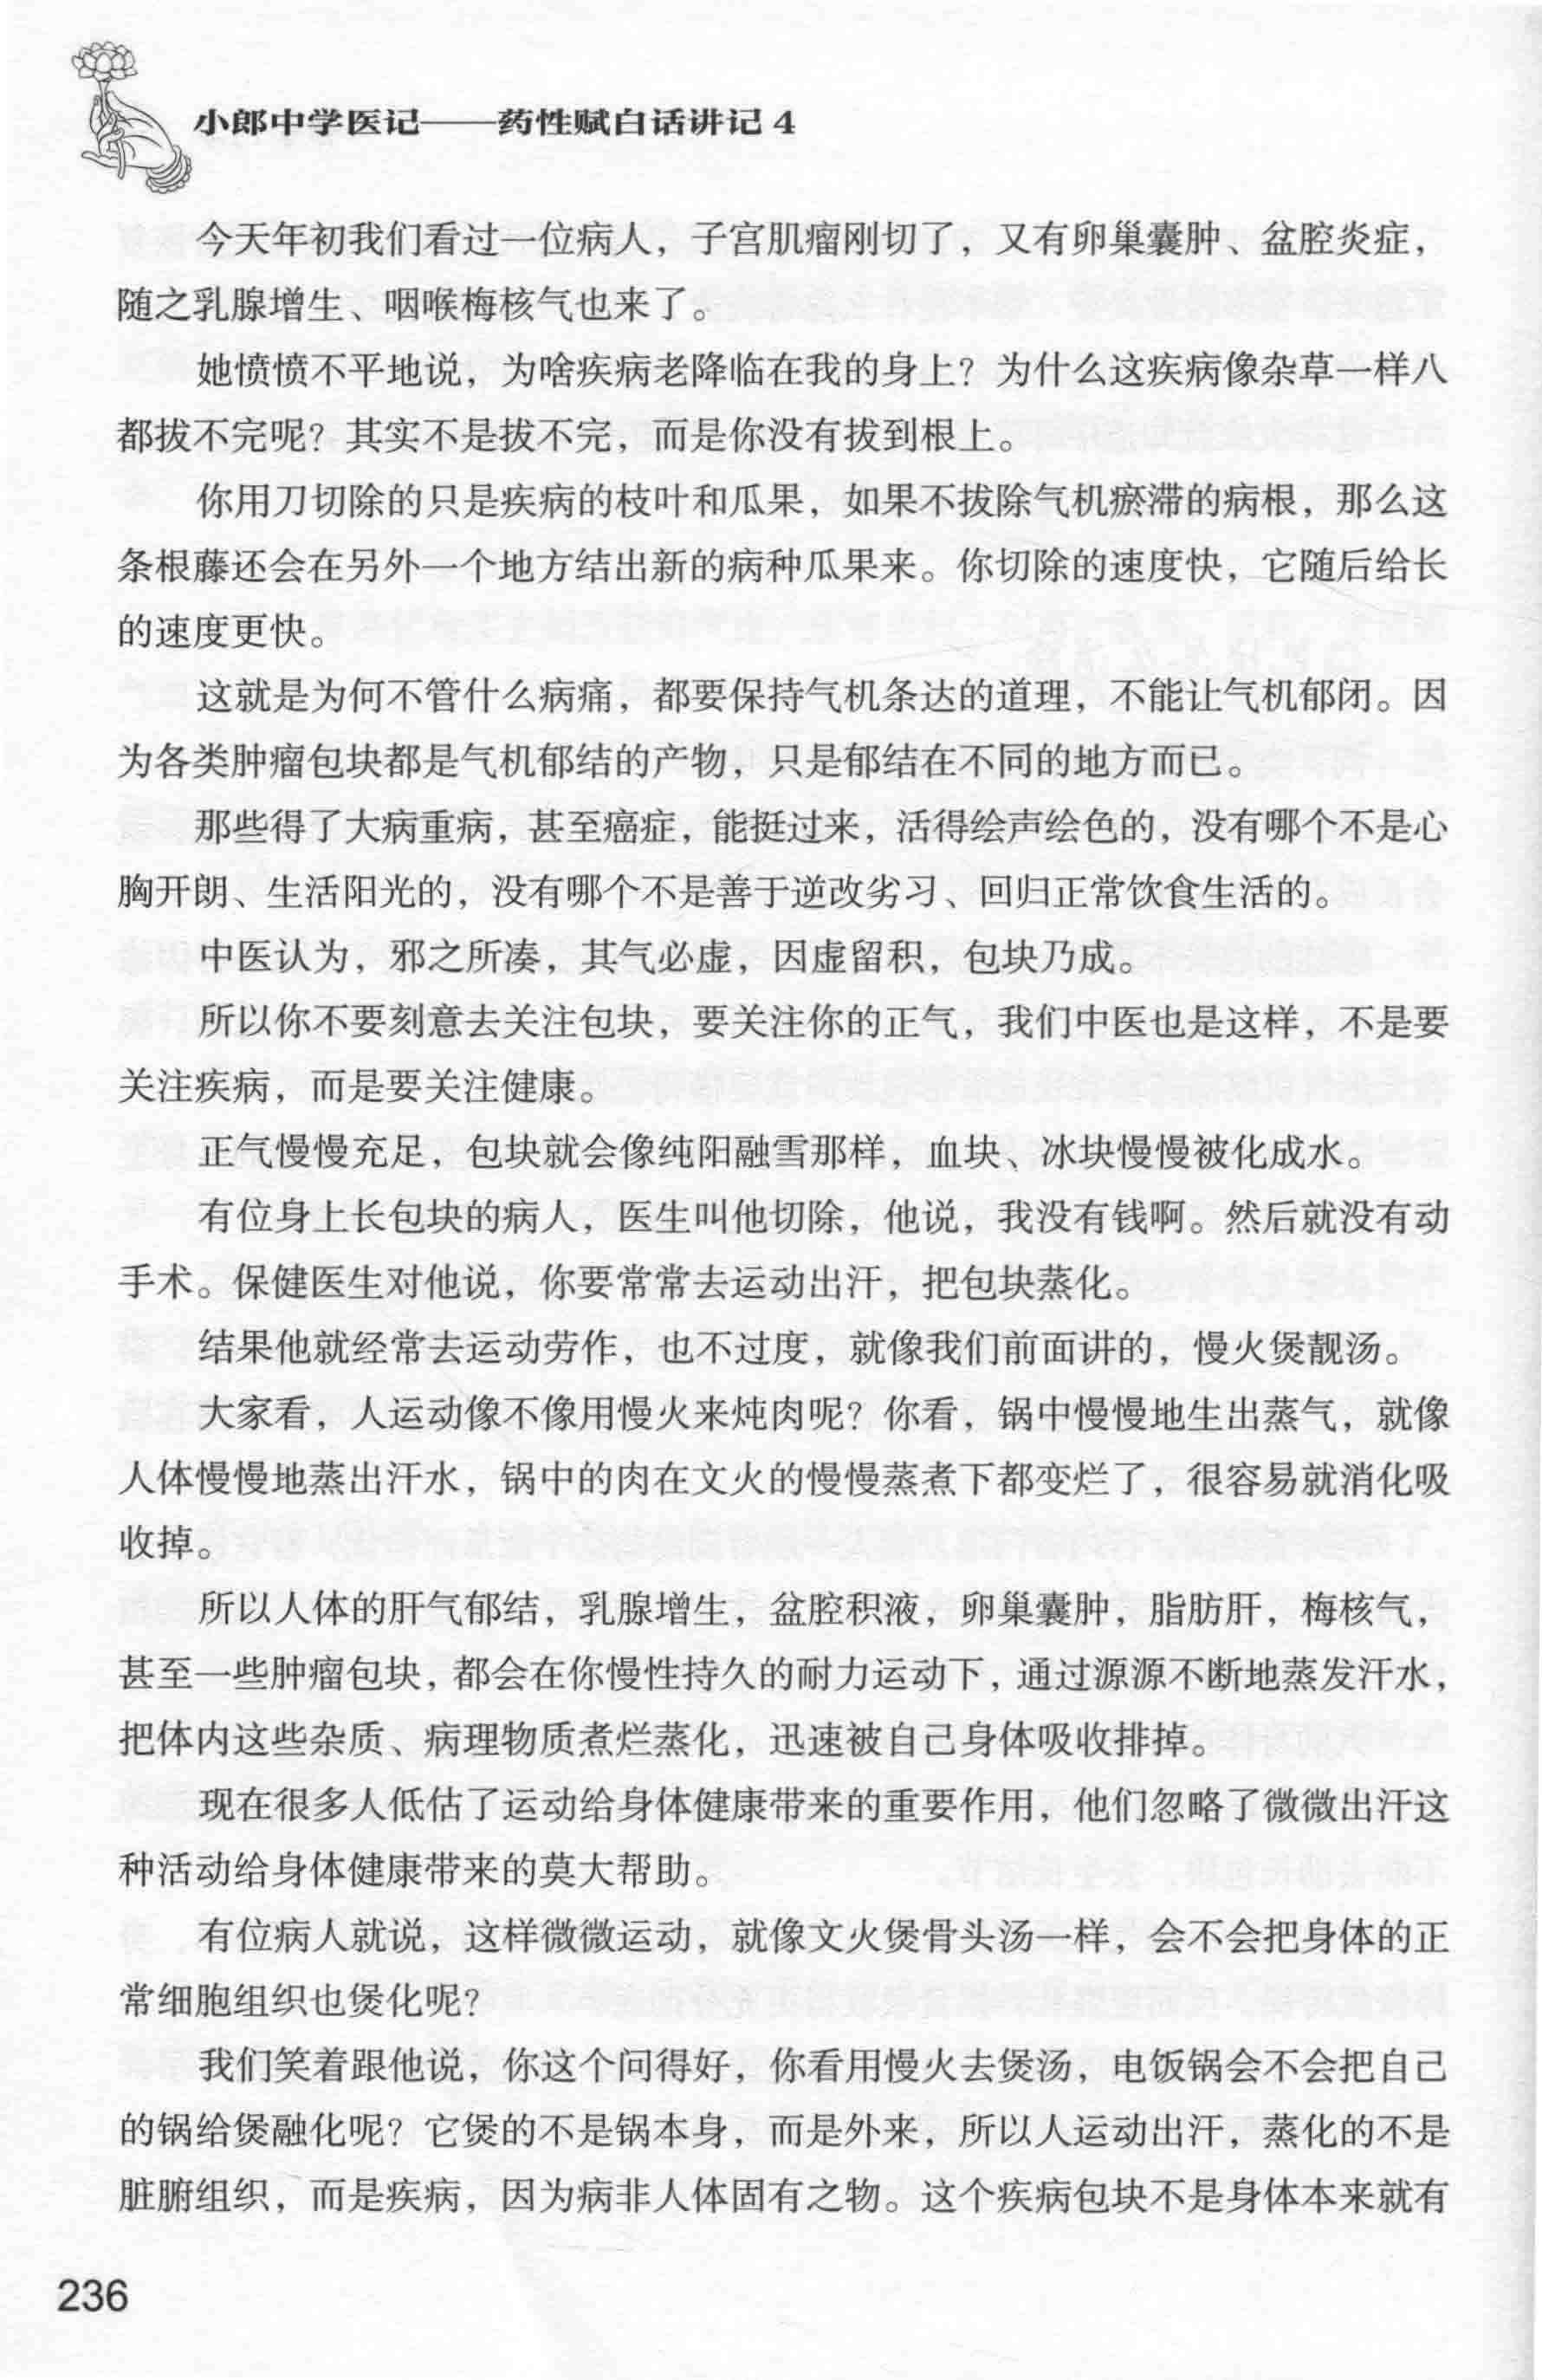 小郎中学医记——药性赋白话讲记 4
今天年初我们看过一位病人，子宫肌瘤刚切了，又有卵巢囊肿、盆腔炎症，
随之乳腺增生、咽喉梅核气也来了。
她愤愤不平地说，为啥疾病老降临在我的身上？为什么这疾病像杂草一样八
都拔不完呢？其实不是拔不完，而是你没有拔到根上。
你用刀切除的只是疾病的枝叶和瓜果，如果不拔除气机瘀滞的病根，那么这
条根藤还会在另外一个地方结出新的病种瓜果来。你切除的速度快，它随后给长
的速度更快。
这就是为何不管什么病痛，都要保持气机条达的道理，不能让气机郁闭。因
为各类肿瘤包块都是气机郁结的产物，只是郁结在不同的地方而已。
那些得了大病重病，甚至癌症，能挺过来，活得绘声绘色的，没有哪个不是心
胸开朗、生活阳光的，没有哪个不是善于逆改劣习、回归正常饮食生活的。
中医认为，邪之所凑，其气必虚，因虚留积，包块乃成。
所以你不要刻意去关注包块，要关注你的正气，我们中医也是这样，不是要
关注疾病，而是要关注健康。
正气慢慢充足，包块就会像纯阳融雪那样，血块、冰块慢慢被化成水。
有位身上长包块的病人，医生叫他切除，他说，我没有钱啊。然后就没有动
手术。保健医生对他说，你要常常去运动出汗，把包块蒸化。
结果他就经常去运动劳作，也不过度，就像我们前面讲的，慢火煲靓汤。
大家看，人运动像不像用慢火来炖肉呢？你看，锅中慢慢地生出蒸气，就像
人体慢慢地蒸出汗水，锅中的肉在文火的慢慢蒸煮下都变烂了，很容易就消化吸
收掉。
所以人体的肝气郁结，乳腺增生，盆腔积液，卵巢囊肿，脂肪肝，梅核气，
甚至一些肿瘤包块，都会在你慢性持久的耐力运动下，通过源源不断地蒸发汗水，
把体内这些杂质、病理物质煮烂蒸化，迅速被自己身体吸收排掉。
现在很多人低估了运动给身体健康带来的重要作用，他们忽略了微微出汗这
种活动给身体健康带来的莫大帮助。
有位病人就说，这样微微运动，就像文火煲骨头汤一样，会不会把身体的正
常细胞组织也煲化呢？
我们笑着跟他说，你这个问得好，你看用慢火去煲汤，电饭锅会不会把自己
的锅给煲融化呢？它煲的不是锅本身，而是外来，所以人运动出汗，蒸化的不是
脏腑组织，而是疾病，因为病非人体固有之物。这个疾病包块不是身体本来就有
236